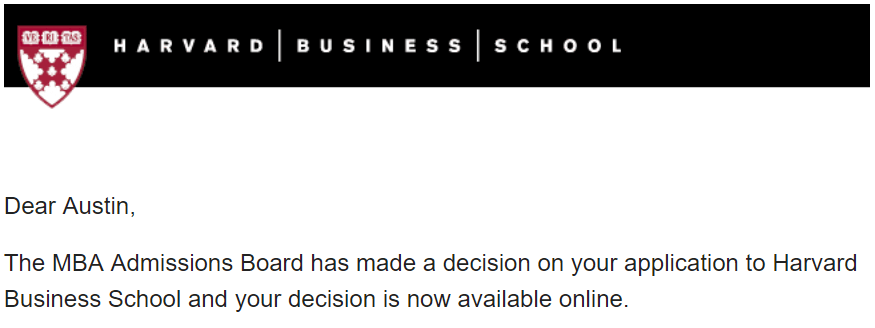 VE RI TAS
HARVARD | BUSINESS | SCHOOL
Dear Austin,
The MBA Admissions Board has made a decision on your application to Harvard
Business School and your decision is now available online.